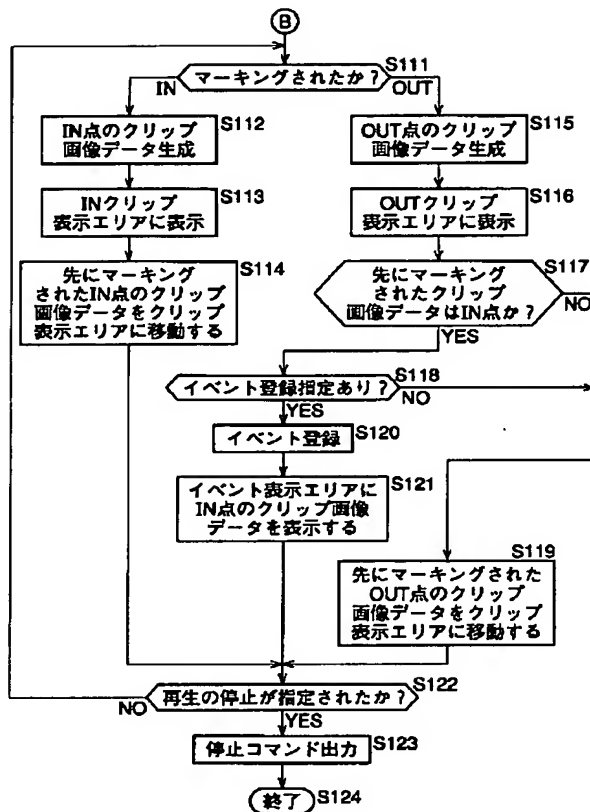 B
マーキングされたか?
S111
IN
OUT
IN点のクリップ
画像データ生成
S112
OUT点のクリップ
画像データ生成
S115
INクリップ
表示エリアに表示
S113
OUTクリップ
表示エリアに表示
S116
先にマーキング
されたIN点のクリップ
画像データをクリップ
表示エリアに移動する
S114
先にマーキング
されたクリップ
画像データはIN点か?
S117
NO
YES
イベント登録指定あり?
S118
NO
YES
イベント登録
S120
イベント表示エリアに
IN点のクリップ画像
データを表示する
S121
先にマーキングされた
OUT点のクリップ
画像データをクリップ
表示エリアに移動する
S119
再生の停止が指定されたか?
S122
NO
YES
停止コマンド出力
S123
終了
S124